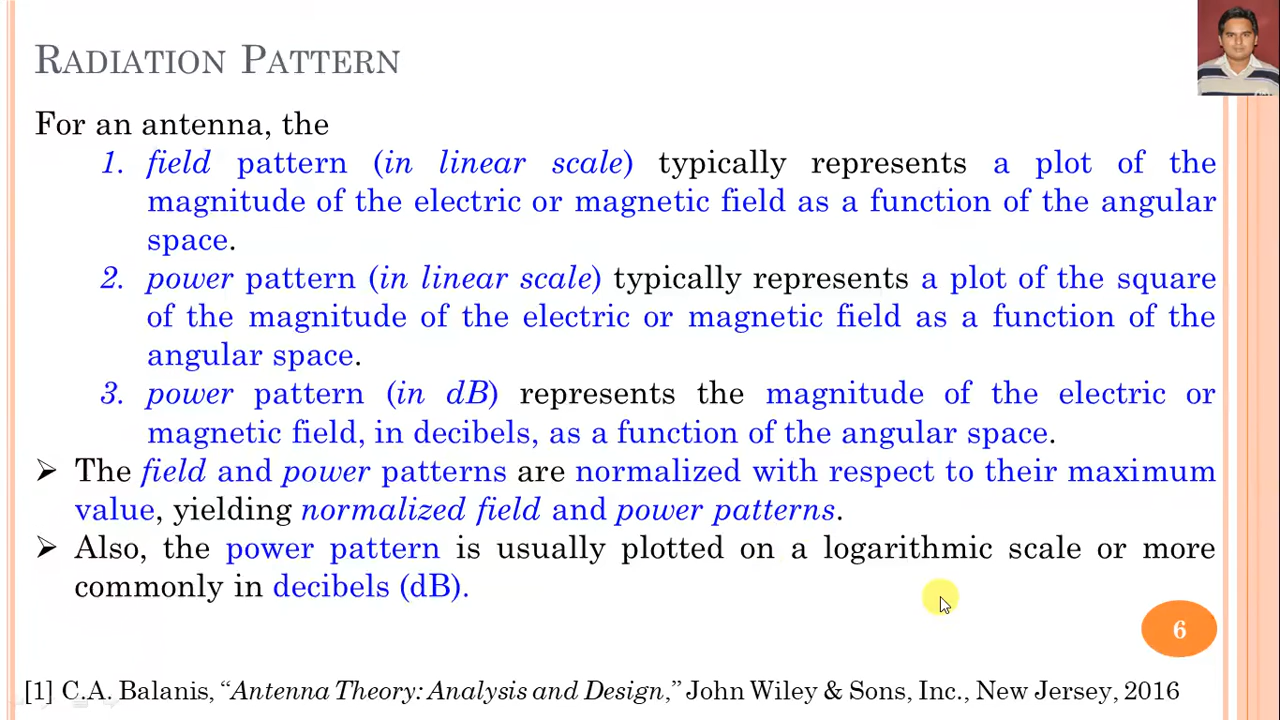 RADIATION PATTERN
For an antenna, the
1. field pattern (in linear scale) typically represents a plot of the
magnitude of the electric or magnetic field as a function of the angular
space.
2. power pattern (in linear scale) typically represents a plot of the square
of the magnitude of the electric or magnetic field as a function of the
angular space.
3. power pattern (in dB) represents the magnitude of the electric or
magnetic field, in decibels, as a function of the angular space.
➢ The field and power patterns are normalized with respect to their maximum
value, yielding normalized field and power patterns.
➢ Also, the power pattern is usually plotted on a logarithmic scale or more
commonly in decibels (dB).
6
[1] C.A. Balanis, “Antenna Theory: Analysis and Design,” John Wiley & Sons, Inc., New Jersey, 2016